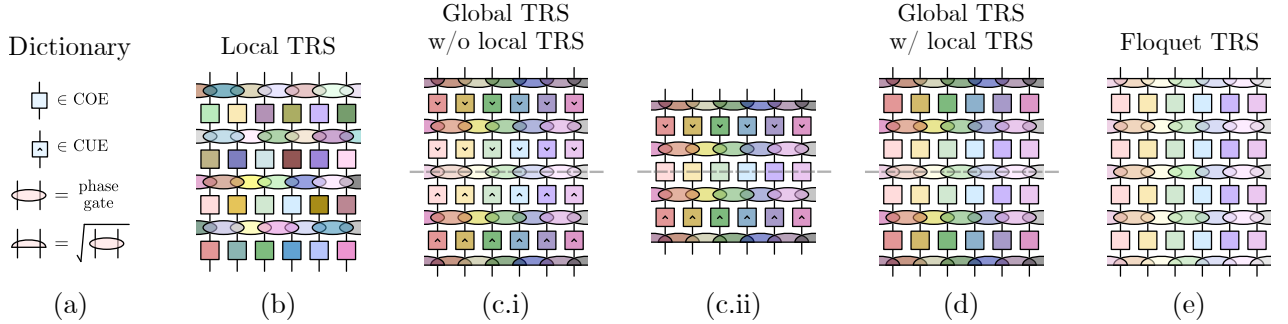 Dictionary
∈ COE
∈ CUE
= phase gate
= √
(a)
Local TRS
(b)
Global TRS
w/o local TRS
(c.i)
(c.ii)
Global TRS
w/ local TRS
(d)
Floquet TRS
(e)